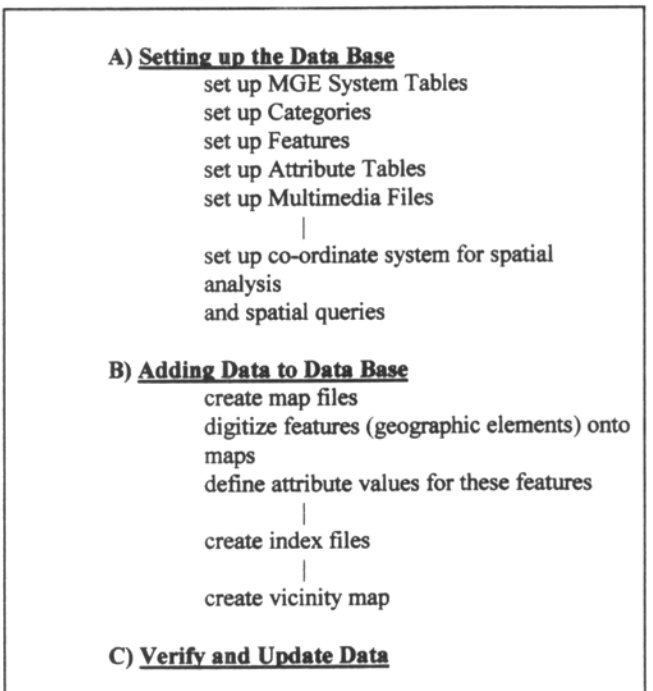 A) Setting up the Data Base
set up MGE System Tables
set up Categories
set up Features
set up Attribute Tables
set up Multimedia Files
set up co-ordinate system for spatial
analysis
and spatial queries
B) Adding Data to Data Base
create map files
digitize features (geographic elements) onto
maps
define attribute values for these features
create index files
create vicinity map
C) Verify and Update Data